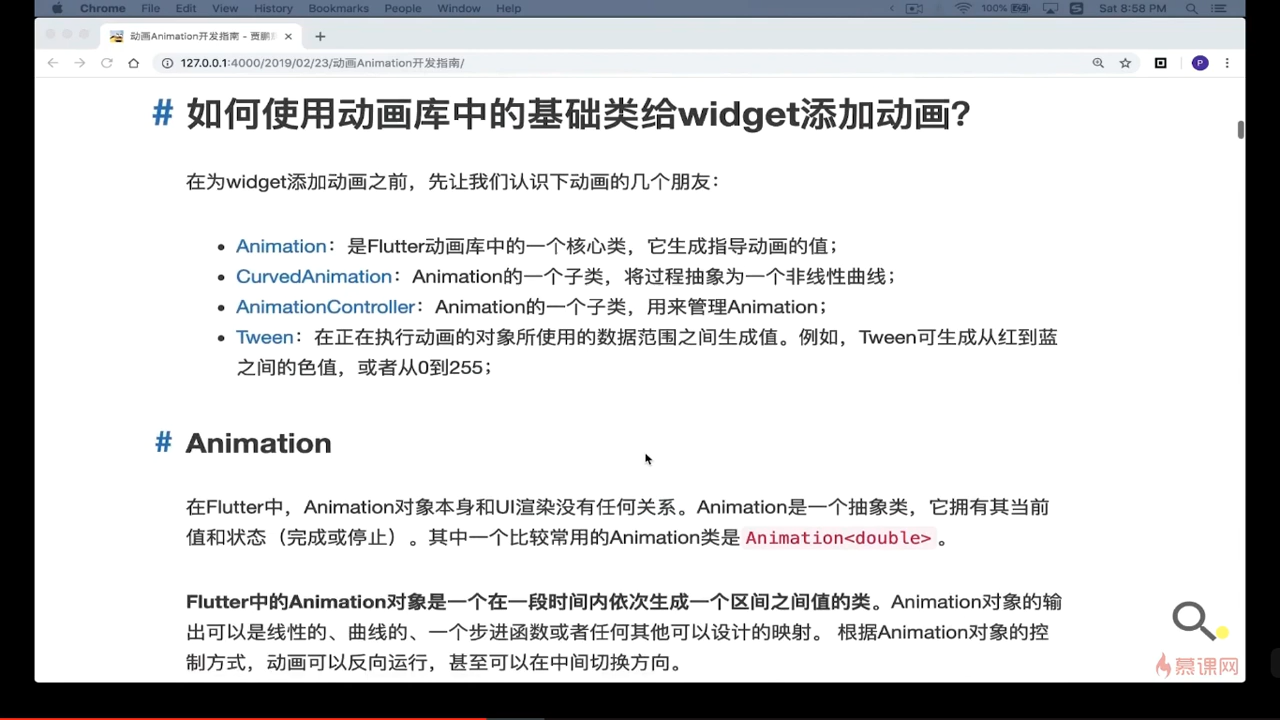 Chrome File Edit View History Bookmarks People Window Help 100% Sat 8:58 PM
动画Animation开发指南 - 贾鹏
127.0.0.1:4000/2019/02/23/动画Animation开发指南/
# 如何使用动画库中的基础类给widget添加动画?
在为widget添加动画之前，先让我们认识下动画的几个朋友：
• Animation：是Flutter动画库中的一个核心类，它生成指导动画的值；
• CurvedAnimation：Animation的一个子类，将过程抽象为一个非线性曲线；
• AnimationController：Animation的一个子类，用来管理Animation；
• Tween：在正在执行动画的对象所使用的数据范围之间生成值。例如，Tween可生成从红到蓝
之间的色值，或者从0到255；
# Animation
在Flutter中，Animation对象本身和UI渲染没有任何关系。Animation是一个抽象类，它拥有其当前
值和状态（完成或停止）。其中一个比较常用的Animation类是Animation<double>。
Flutter中的Animation对象是一个在一段时间内依次生成一个区间之间值的类。Animation对象的输
出可以是线性的、曲线的、一个步进函数或者任何其他可以设计的映射。 根据Animation对象的控
制方式，动画可以反向运行，甚至可以在中间切换方向。
慕课网